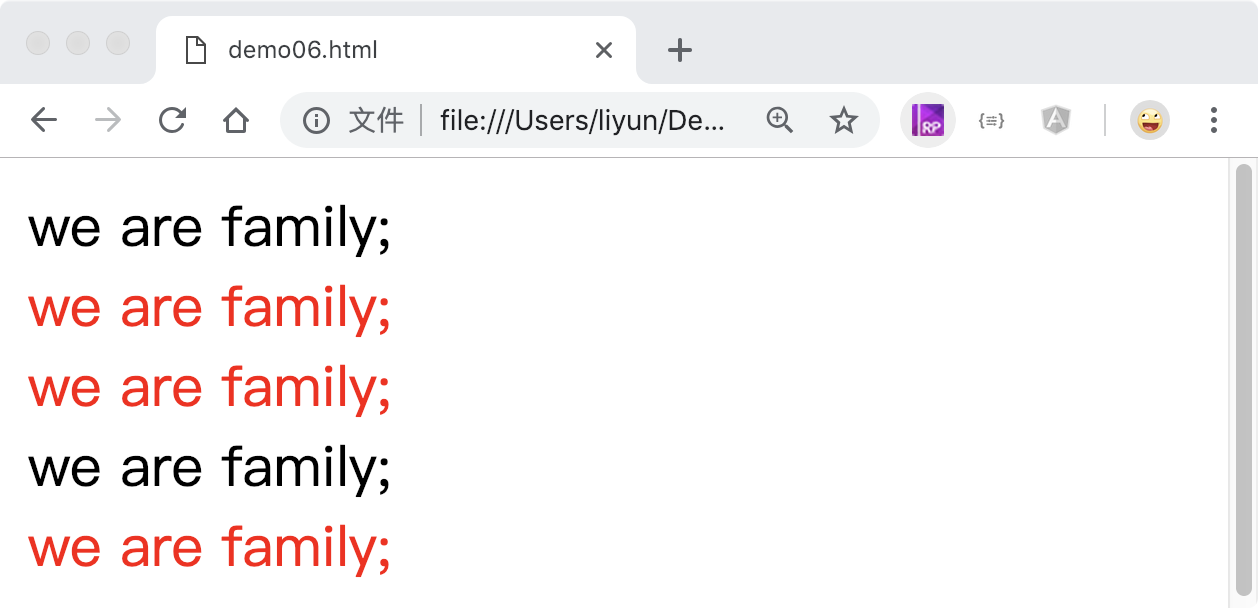 demo06.html
文件 file:///Users/liyun/De...
RP
A
we are family;
we are family;
we are family;
we are family;
we are family;